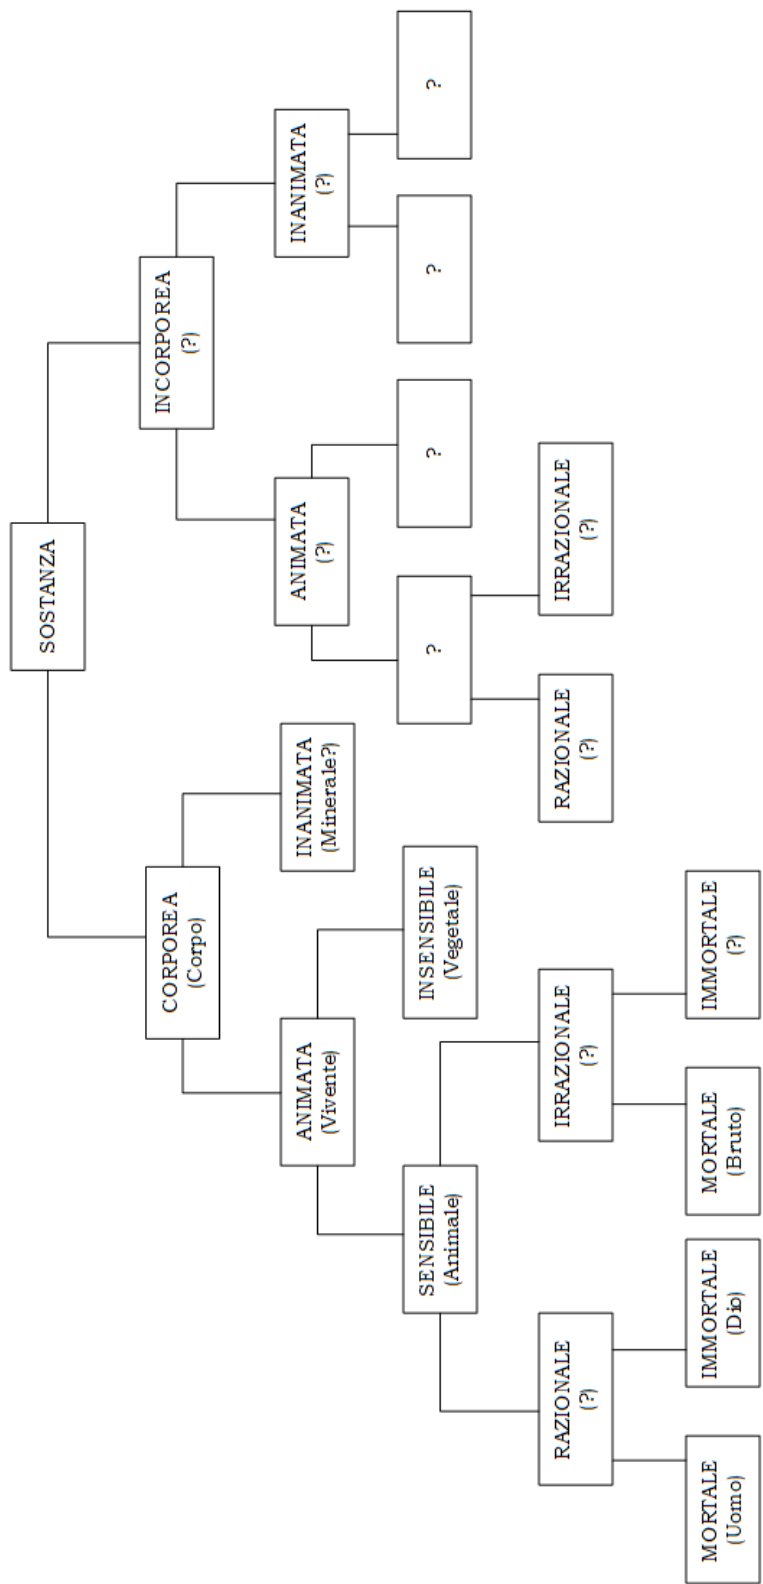 SOSTANZA
CORPOREA
(Corpo)
INCORPOREA
(?)
ANIMATA
(Vivente)
INANIMATA
(Minerale?)
ANIMATA
(?)
INANIMATA
(?)
SENSIBILE
(Animale)
INSENSIBILE
(Vegetale)
?
?
?
?
RAZIONALE
(?)
IRRAZIONALE
(?)
RAZIONALE
(?)
IRRAZIONALE
(?)
MORTALE
(Uomo)
IMMORTALE
(Dio)
MORTALE
(Bruto)
IMMORTALE
(?)